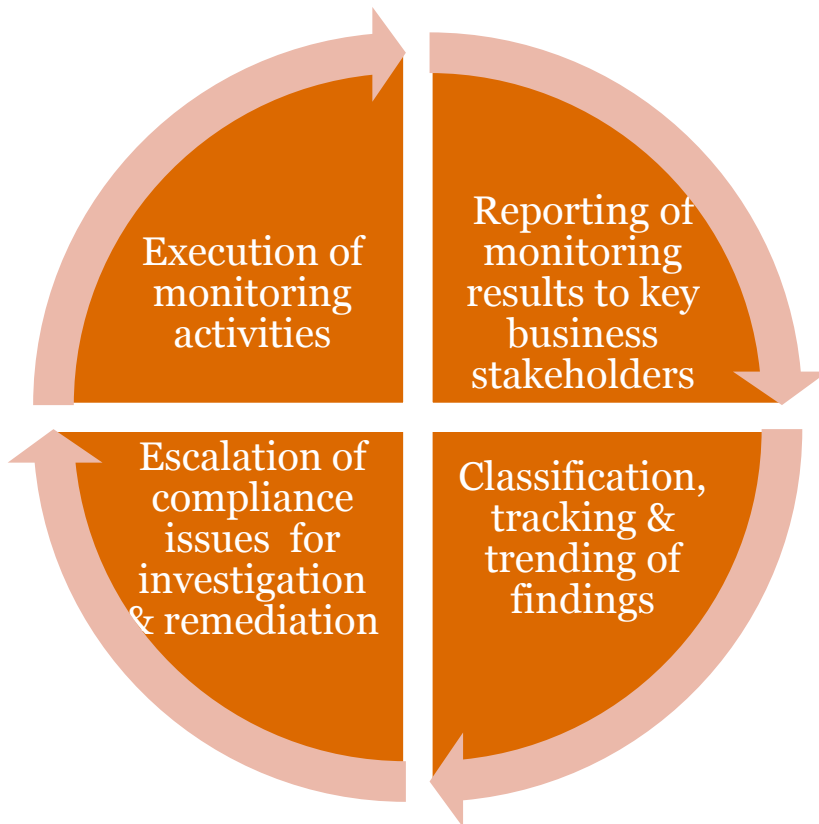 Execution of
monitoring
activities
Reporting of
monitoring
results to key
business
stakeholders
Classification,
tracking &
trending of
findings
Escalation of
compliance
issues  for
investigation
& remediation